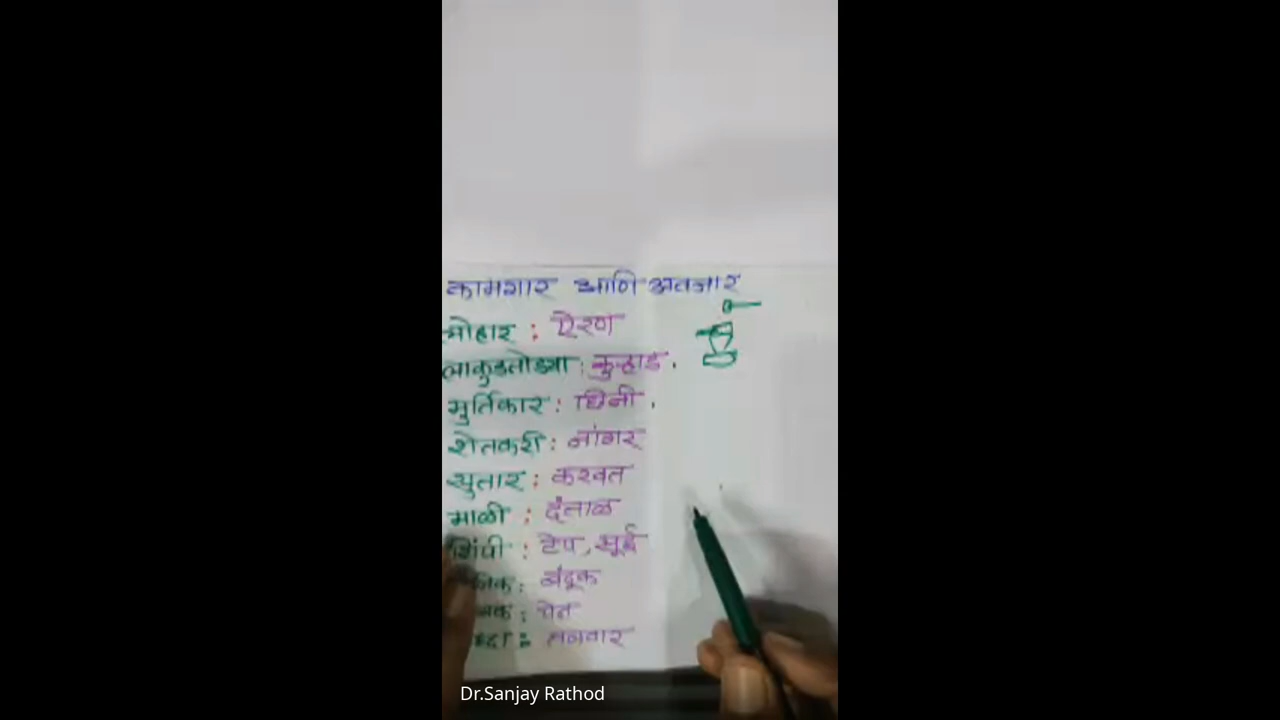 कामगार आणि अवजार
लोहार : ऐरण
लाकुडतोड्या : कुऱ्हाड .
मुर्तिकार : छिनी .
शेतकरी : नांगर
सुतार : करवत
माळी : दंताळ
शिंपी : टेप, सूई
: बंदूक
: पेन
: तलवार
Dr.Sanjay Rathod